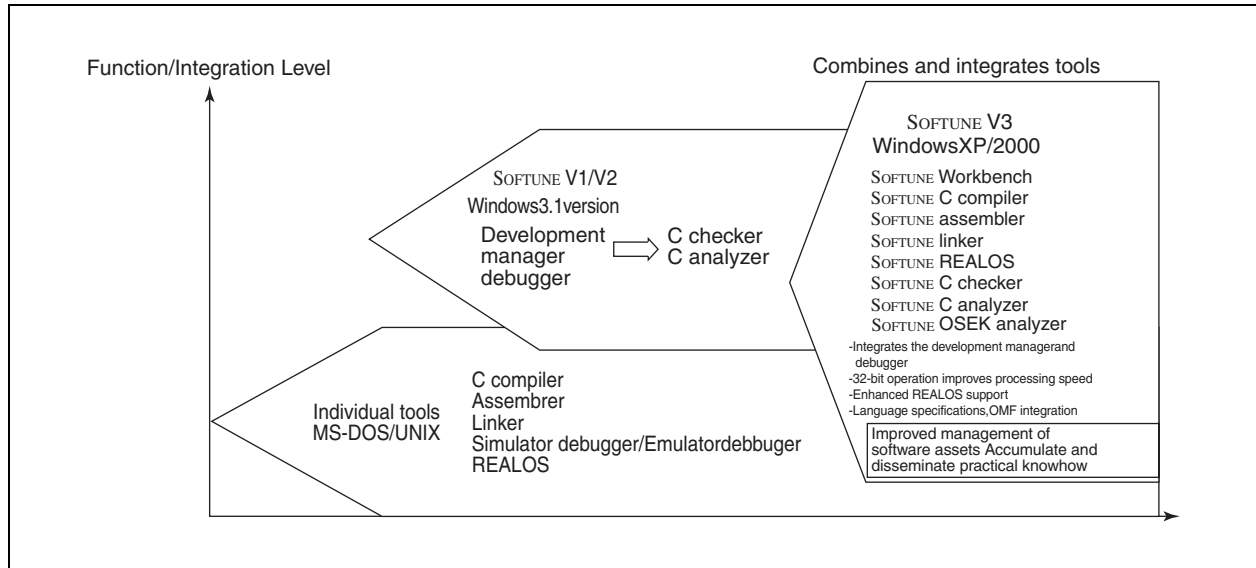 Function/Integration Level
Combines and integrates tools
SOFTUNE V3
WindowsXP/2000
SOFTUNE Workbench
SOFTUNE C compiler
SOFTUNE assembler
SOFTUNE linker
SOFTUNE REALOS
SOFTUNE C checker
SOFTUNE C analyzer
SOFTUNE OSEK analyzer
-Integrates the development managerand
debugger
-32-bit operation improves processing speed
-Enhanced REALOS support
-Language specifications,OMF integration
Improved management of
software assets Accumulate and
disseminate practical knowhow
SOFTUNE V1/V2
Windows3.1version
Development
manager
debugger
C checker
C analyzer
Individual tools
MS-DOS/UNIX
C compiler
Assembrer
Linker
Simulator debugger/Emulatordebbuger
REALOS